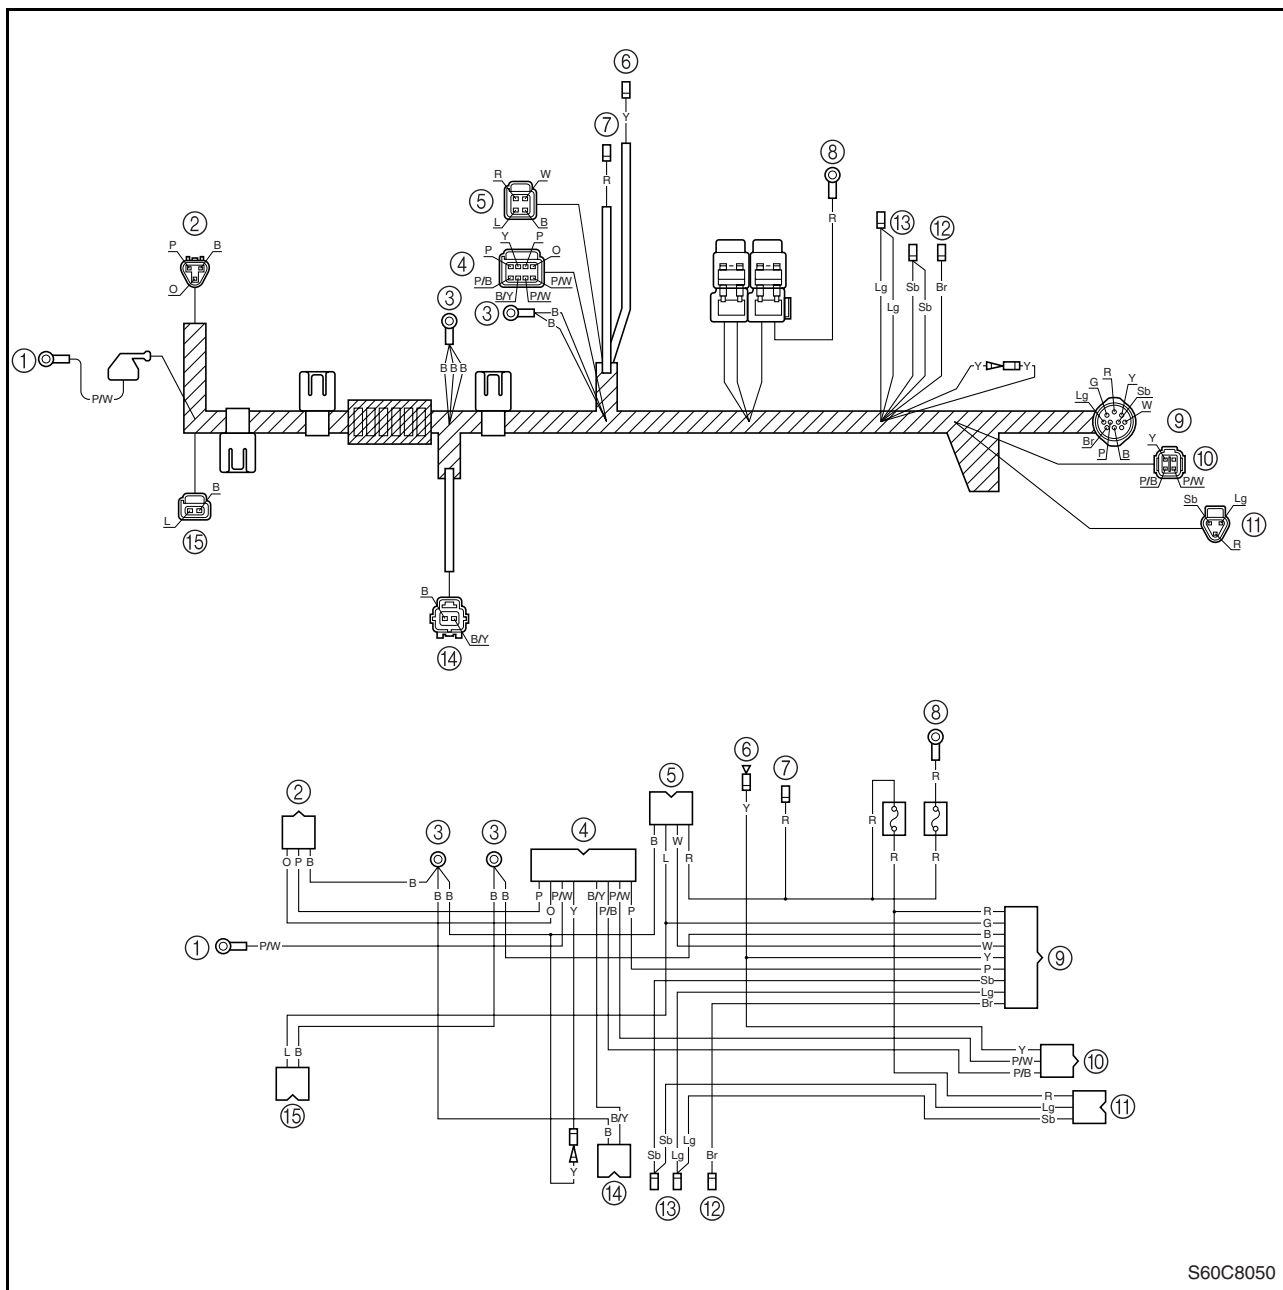 6
7
Y
8
R W
R
5
2
13 12
L B
P B
Y P
R
P O
4
O
P/B P/W
Lg Sb Br
3
B/Y P/W
Lg Sb
3 B
B
1
B B B
Y Y
P/W
R
G Y
Lg Sb
W 9
Br
Y 10
P B
P/B P/W
B
L
Sb Lg
11
15
R
B
B/Y
14
8
6
7
5
R
2
Y
3 3 4
R R
B W
O P B
L R
R R
B
B B B B
P P/W B/Y P/W
O Y P/B P
R
G
B
1 P/W
W
Y 9
P
Sb
Lg
Br
L B
Y
P/W 10
P/B
R
15
Lg 11
B/Y
Sb
B
Sb Lg
Sb Lg Br
Y
14 13 12
S60C8050